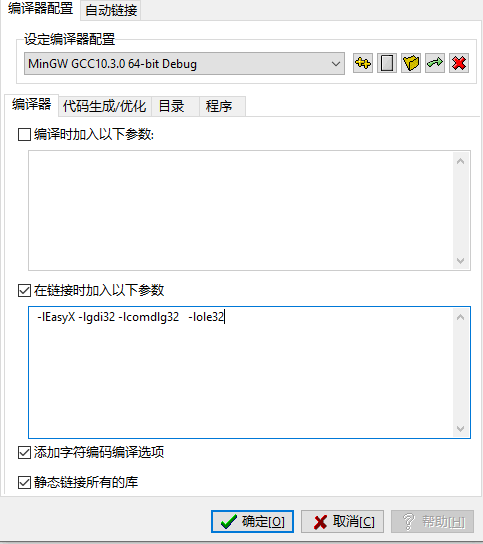 编译器配置 自动链接
设定编译器配置
MinGW GCC10.3.0 64-bit Debug
编译器 代码生成/优化 目录 程序
编译时加入以下参数:
在链接时加入以下参数
-lEasyX -lgdi32 -lcomdlg32 -lole32
添加字符编码编译选项
静态链接所有的库
确定[O] 取消[C] 帮助[H]